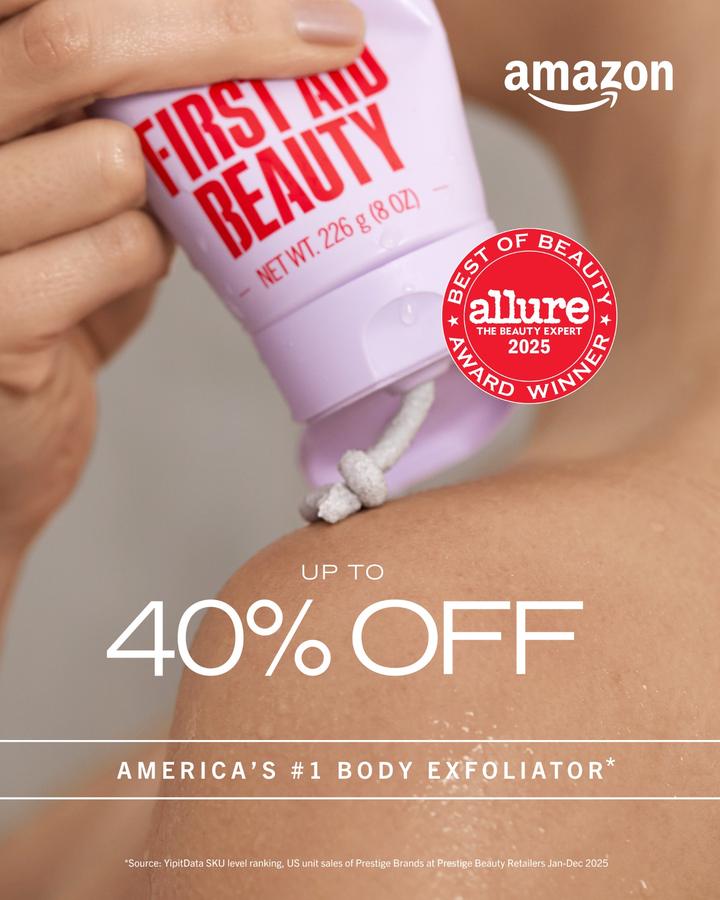 amazon
FIRST AID
BEAUTY
NET WT. 226 g (8 OZ)
BEST OF BEAUTY
allure
THE BEAUTY EXPERT
2025
AWARD WINNER
UP TO
40% OFF
AMERICA'S #1 BODY EXFOLIATOR*
*Source: YipitData SKU level ranking, US unit sales of Prestige Brands at Prestige Beauty Retailers Jan-Dec 2025